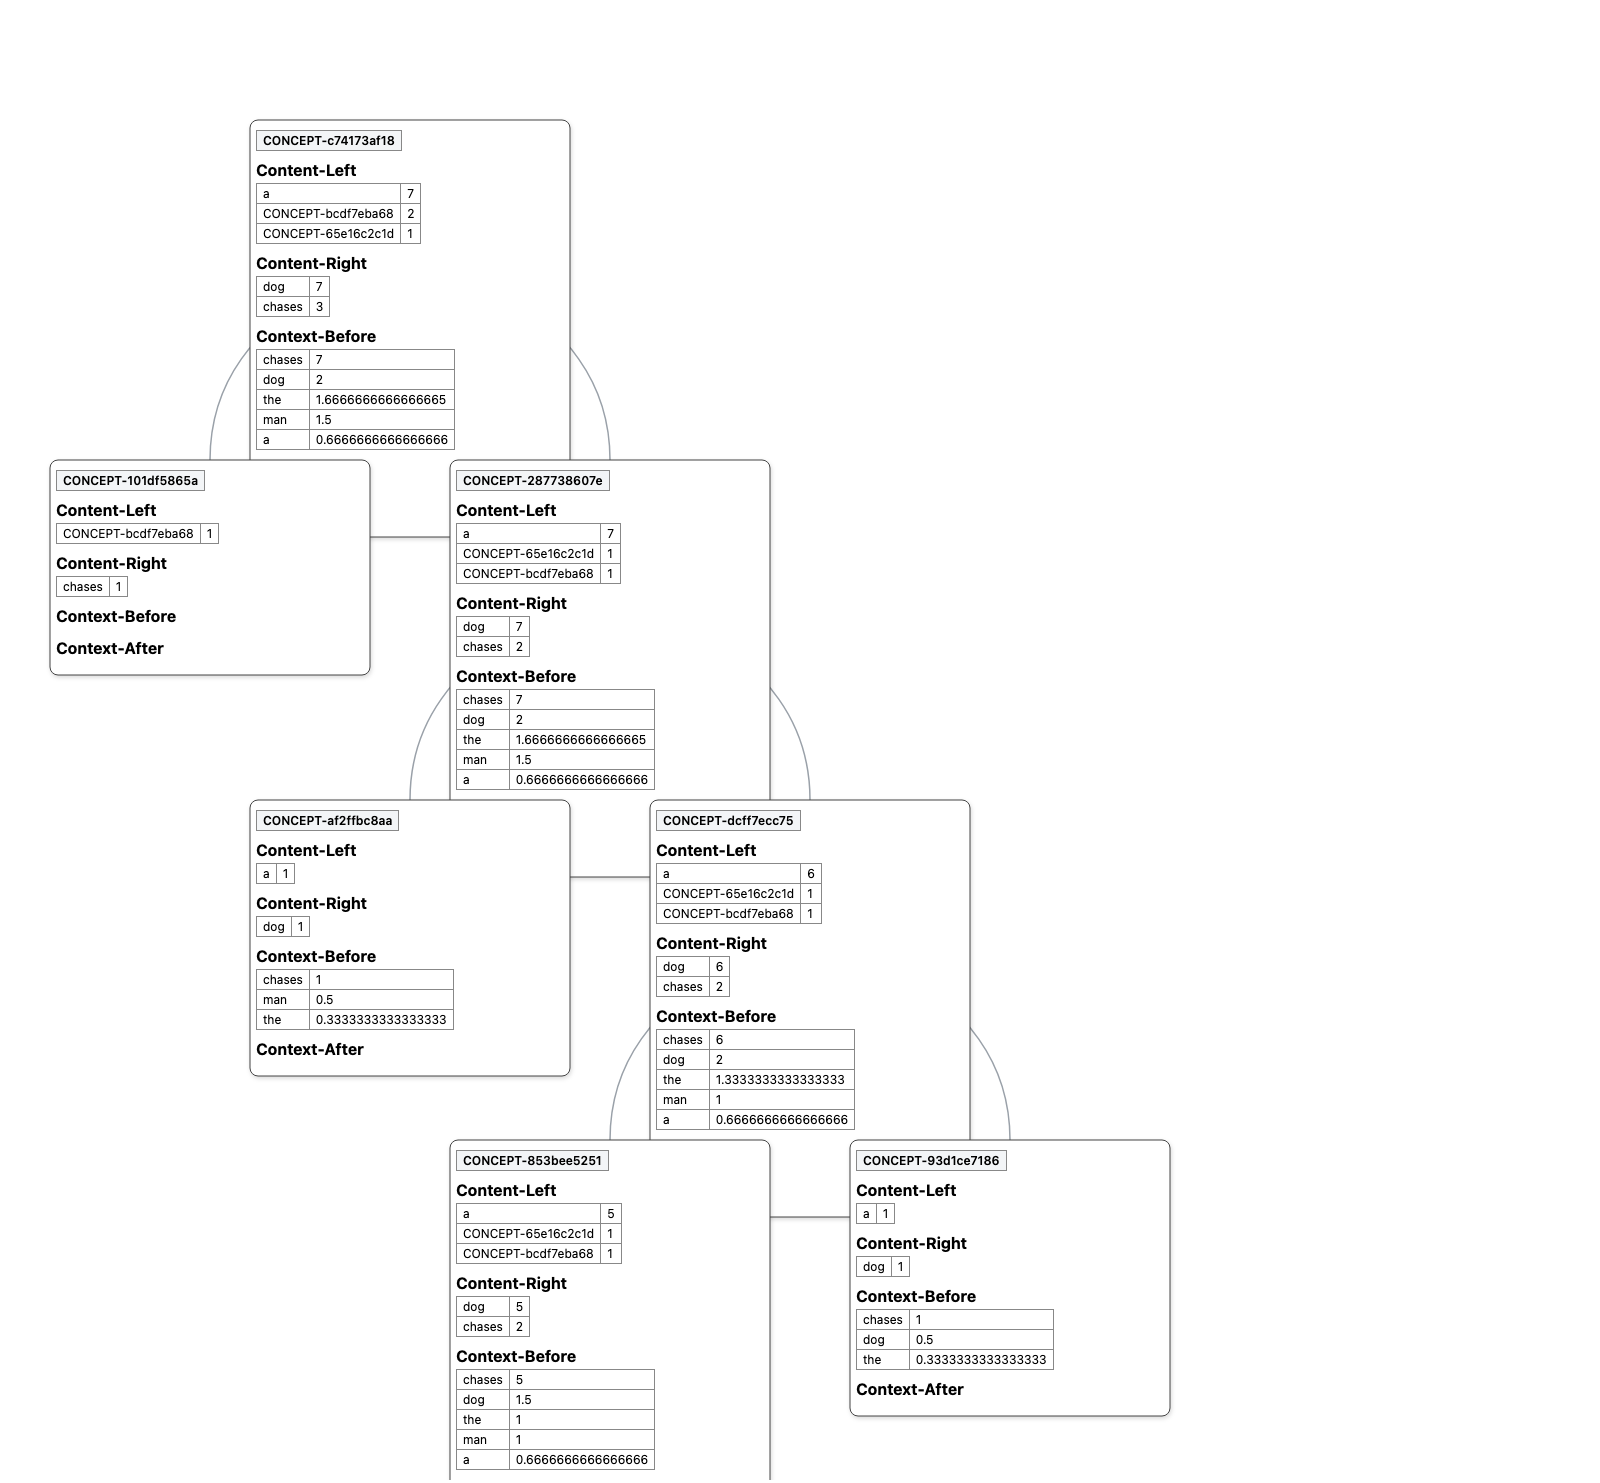 CONCEPT-c74173af18
Content-Left
a 7
CONCEPT-bcdf7eba68 2
CONCEPT-65e16c2c1d 1
Content-Right
dog 7
chases 3
Context-Before
chases 7
dog 2
the 1.6666666666666665
man 1.5
a 0.6666666666666666
CONCEPT-101df5865a
Content-Left
CONCEPT-bcdf7eba68 1
Content-Right
chases 1
Context-Before
Context-After
CONCEPT-287738607e
Content-Left
a 7
CONCEPT-65e16c2c1d 1
CONCEPT-bcdf7eba68 1
Content-Right
dog 7
chases 2
Context-Before
chases 7
dog 2
the 1.6666666666666665
man 1.5
a 0.6666666666666666
CONCEPT-af2ffbc8aa
Content-Left
a 1
Content-Right
dog 1
Context-Before
chases 1
man 0.5
the 0.3333333333333333
Context-After
CONCEPT-dcff7ecc75
Content-Left
a 6
CONCEPT-65e16c2c1d 1
CONCEPT-bcdf7eba68 1
Content-Right
dog 6
chases 2
Context-Before
chases 6
dog 2
the 1.3333333333333333
man 1
a 0.6666666666666666
CONCEPT-853bee5251
Content-Left
a 5
CONCEPT-65e16c2c1d 1
CONCEPT-bcdf7eba68 1
Content-Right
dog 5
chases 2
Context-Before
chases 5
dog 1.5
the 1
man 1
a 0.6666666666666666
CONCEPT-93d1ce7186
Content-Left
a 1
Content-Right
dog 1
Context-Before
chases 1
dog 0.5
the 0.3333333333333333
Context-After